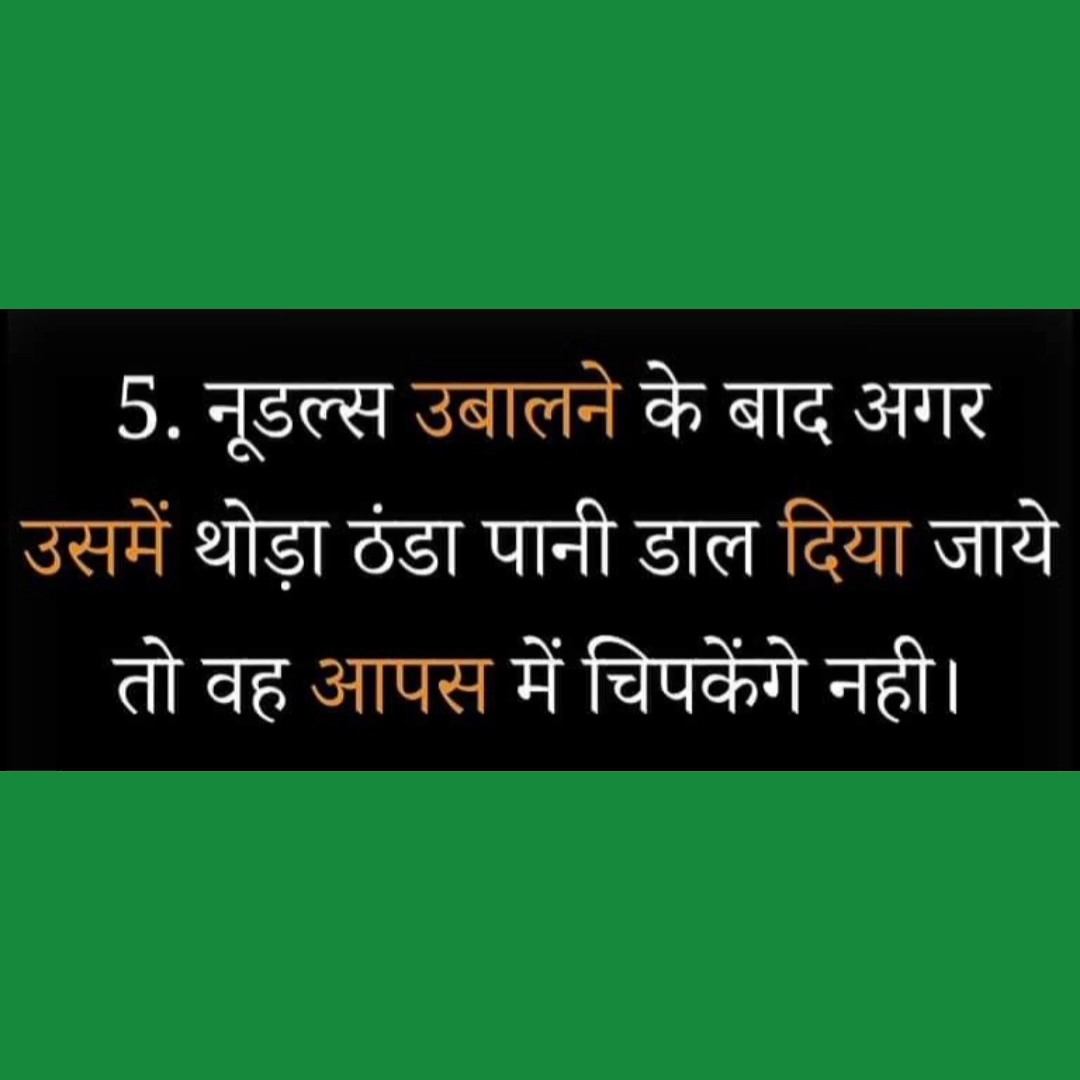 5. नूडल्स उबालने के बाद अगर
उसमें थोड़ा ठंडा पानी डाल दिया जाये
तो वह आपस में चिपकेंगे नही।